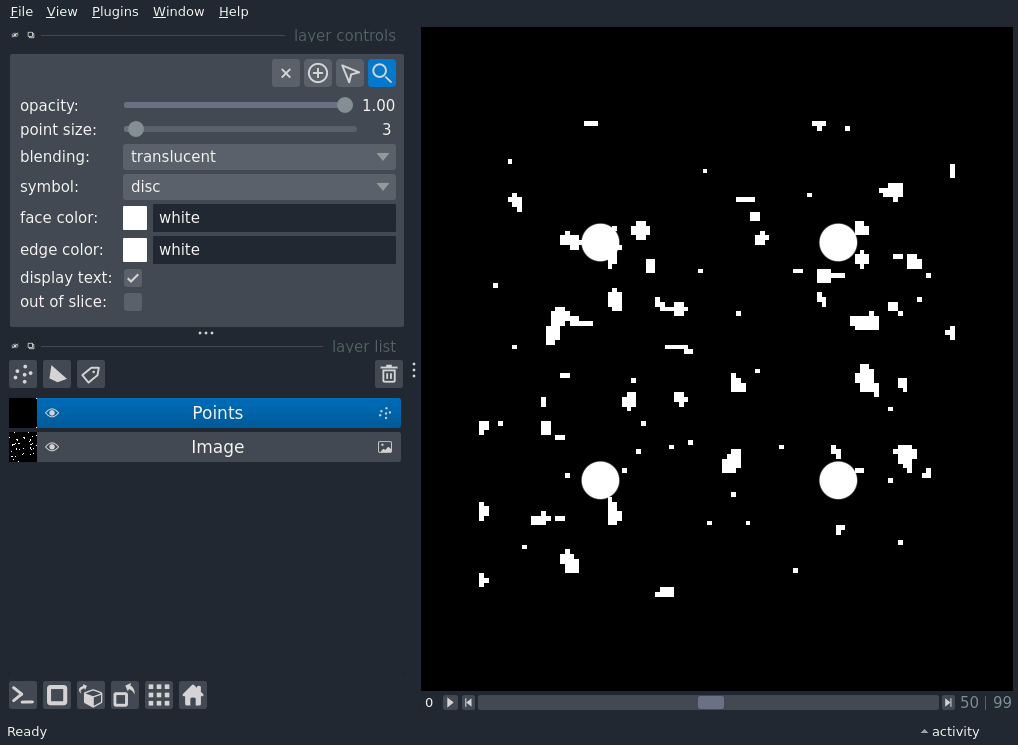 File View Plugins Window Help
layer controls
opacity: 1.00
point size: 3
blending: translucent
symbol: disc
face color: white
edge color: white
display text:
out of slice:
layer list
Points
Image
0 50 | 99
Ready activity